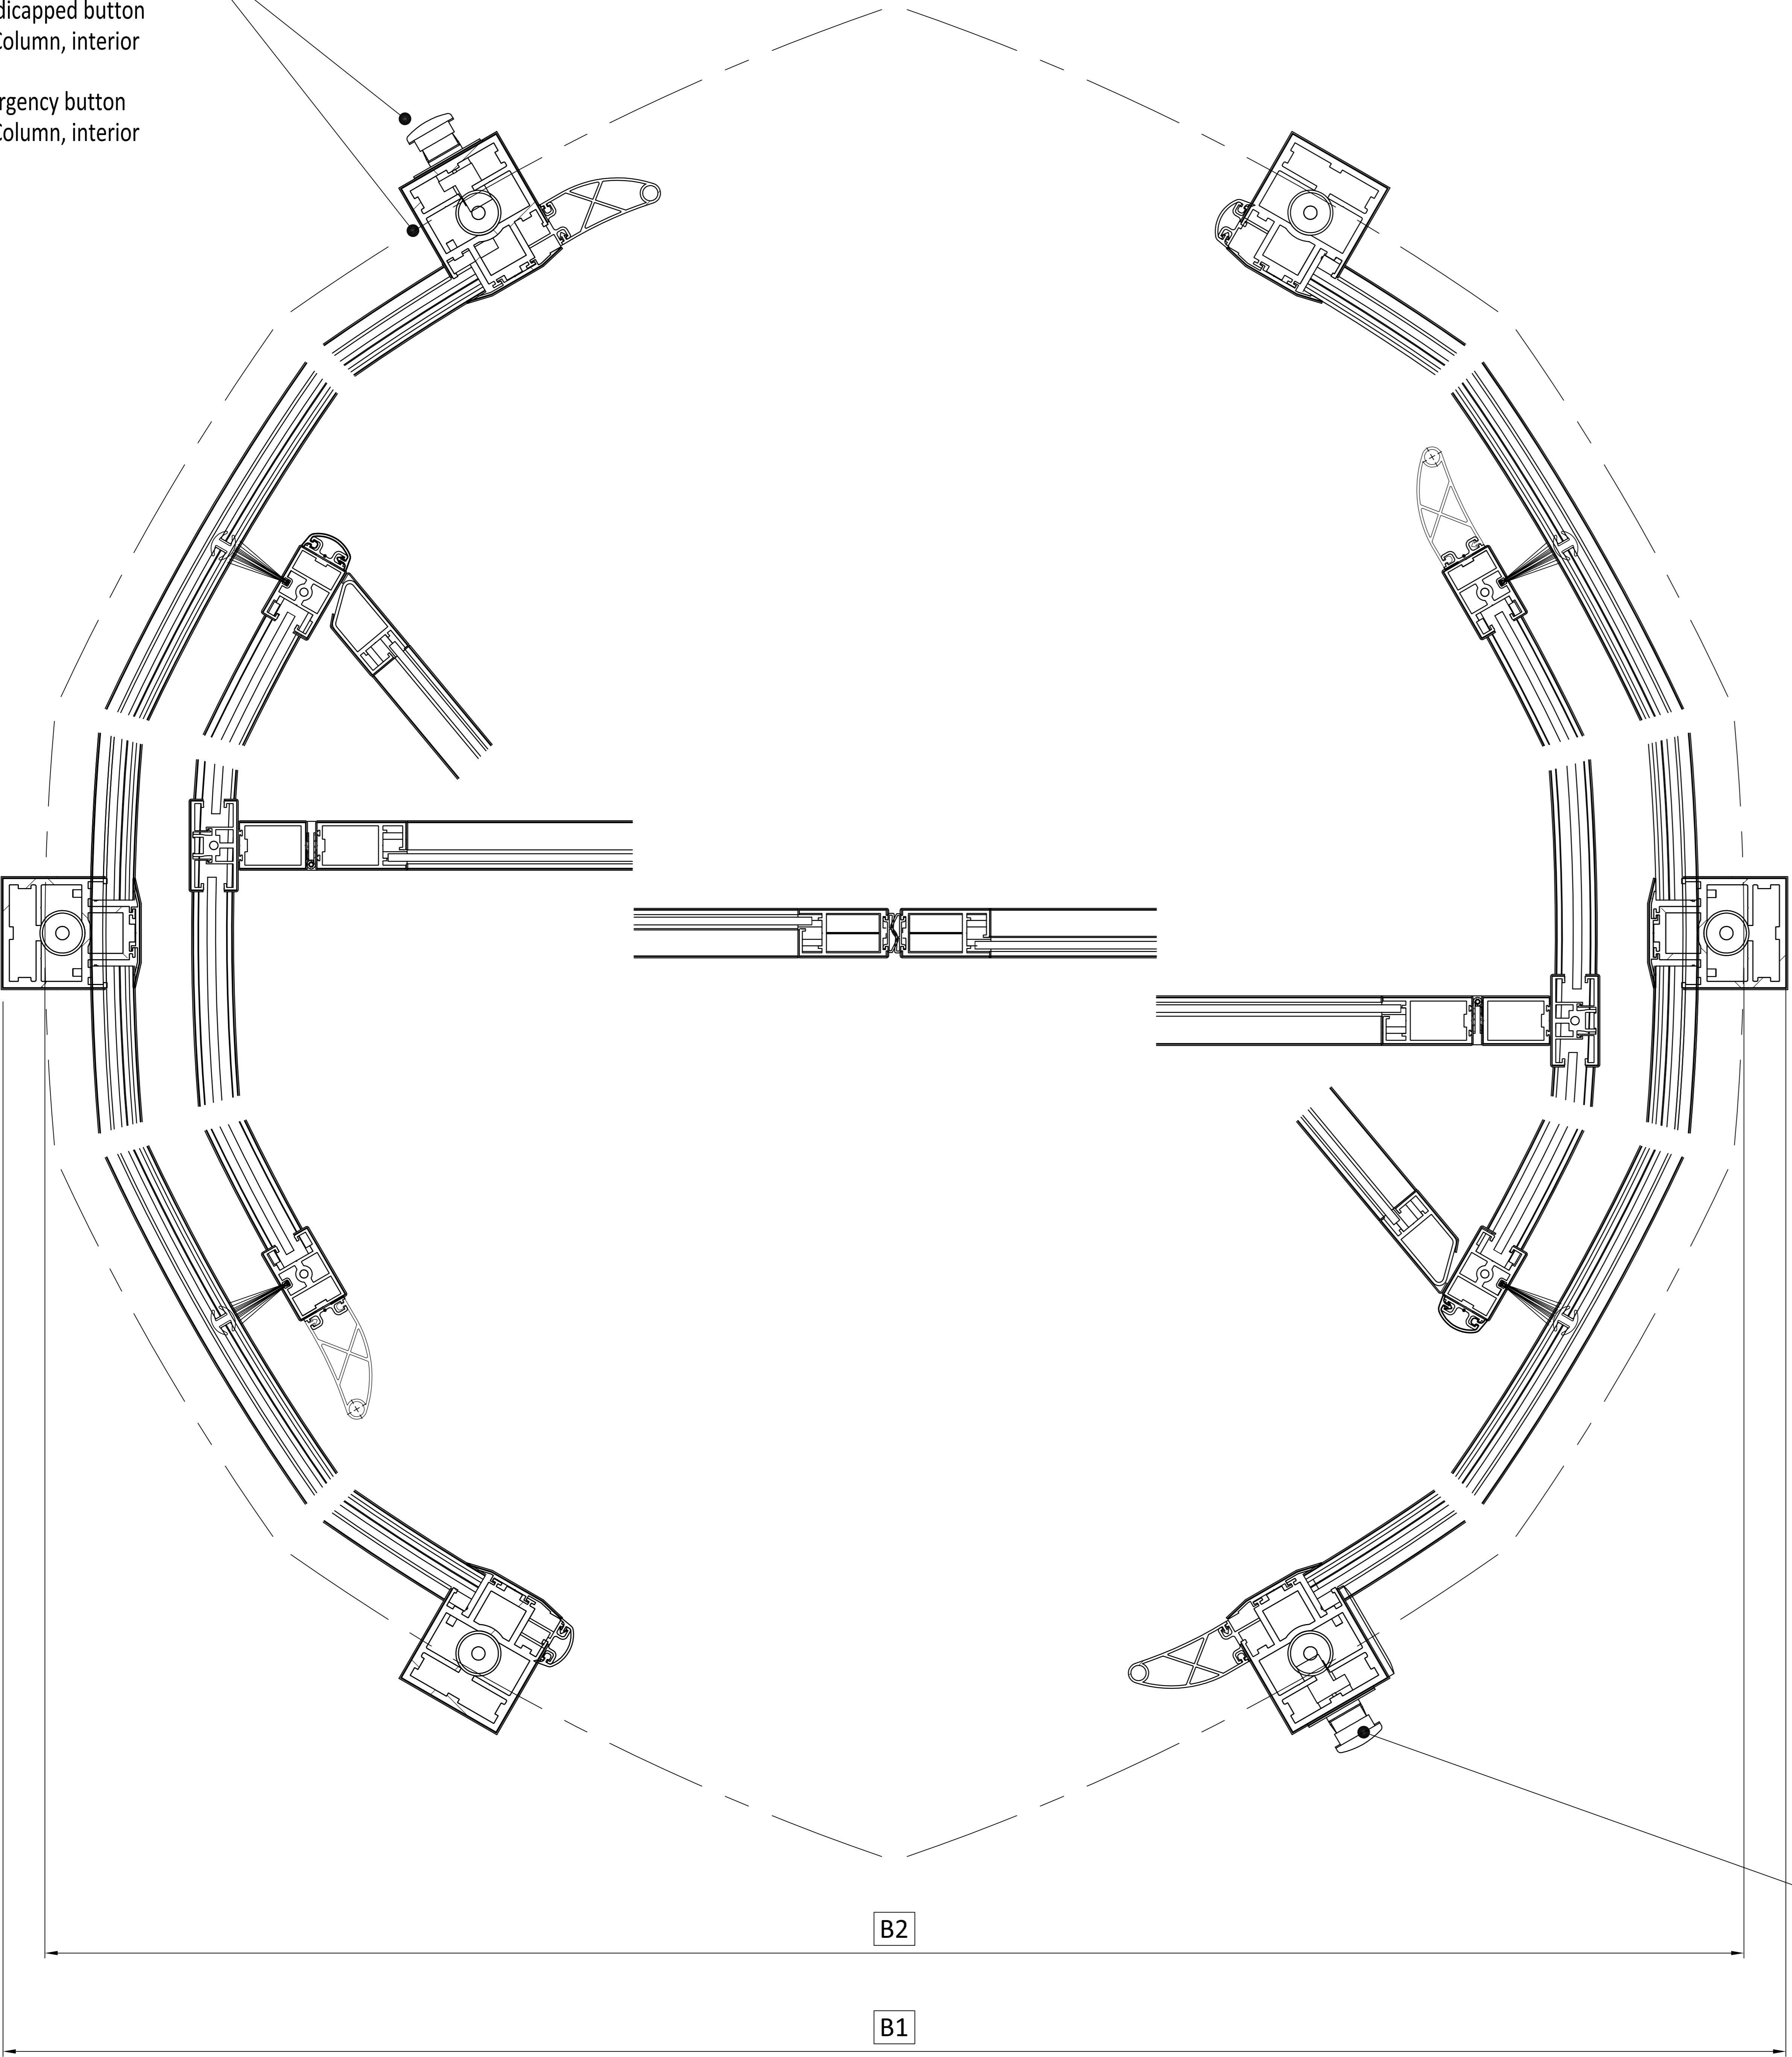 dicapped button
Column, interior
rgency button
Column, interior
B2
B1